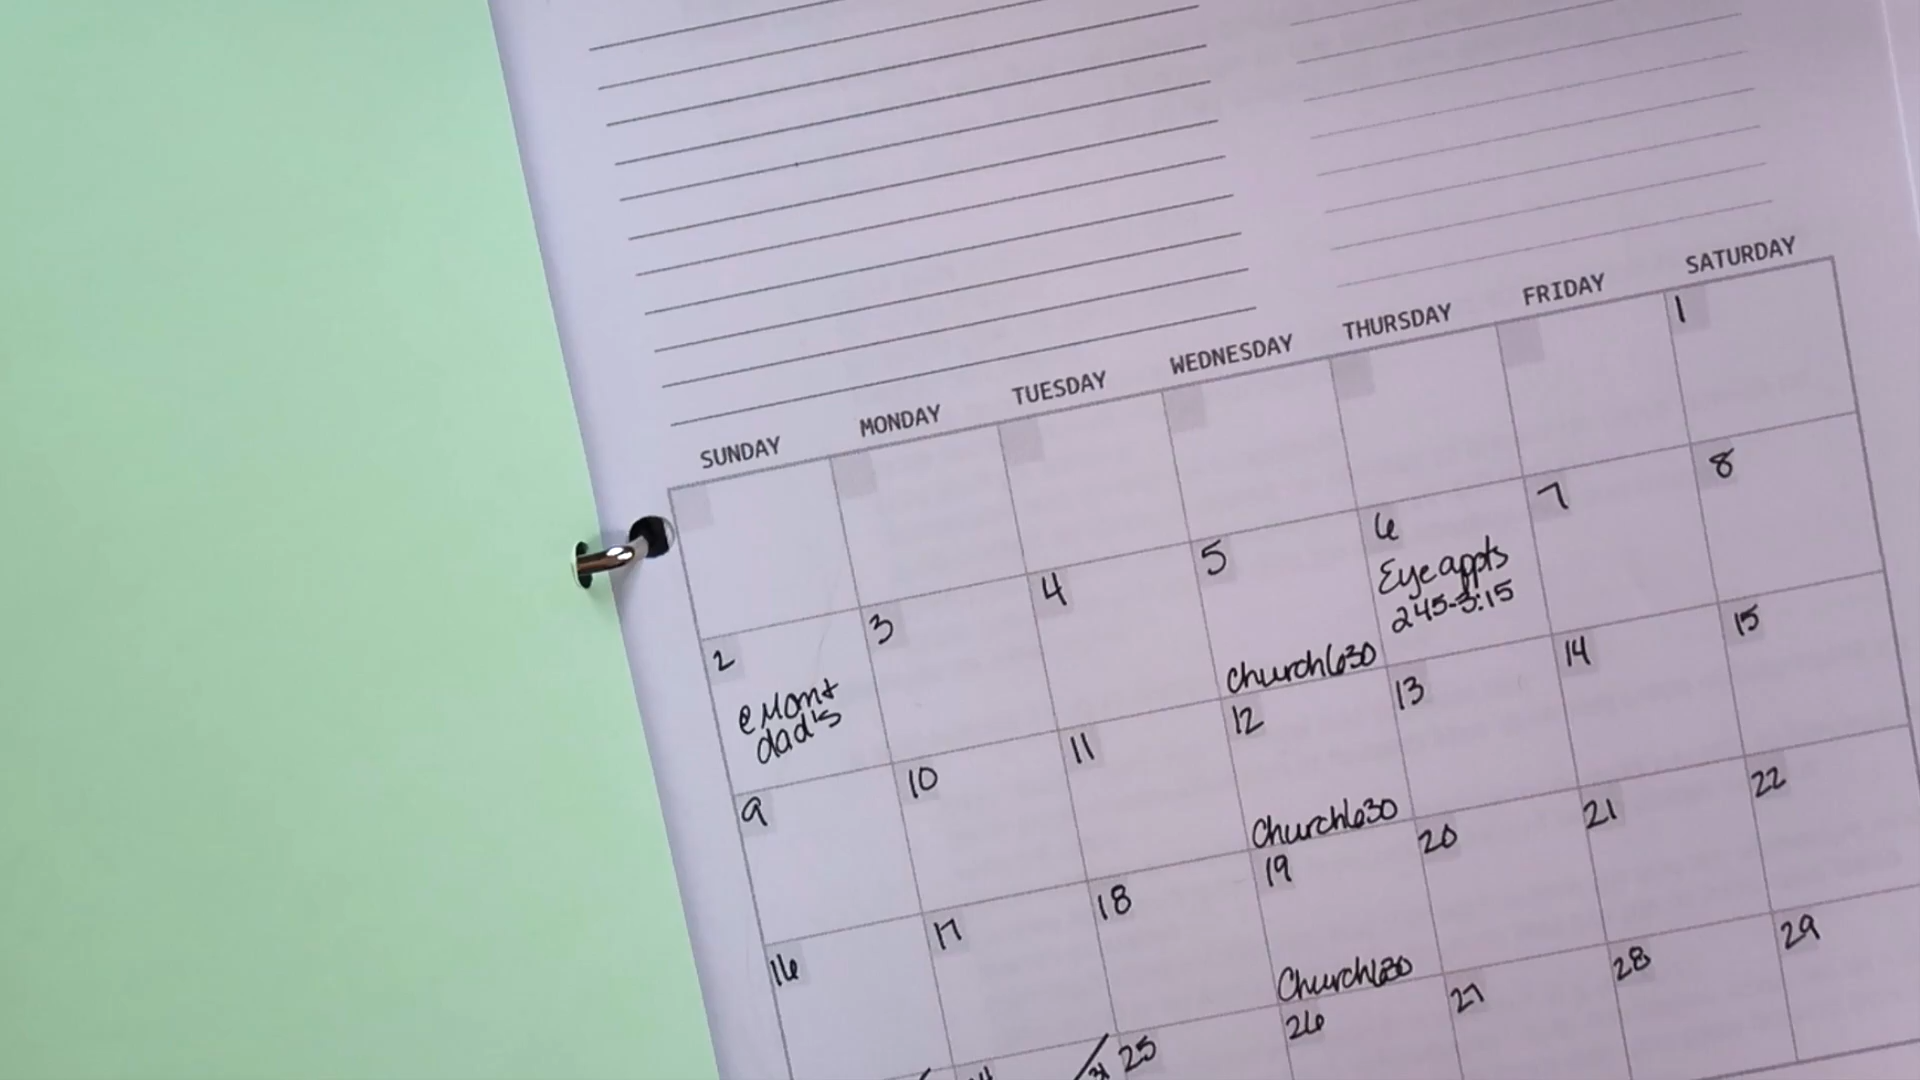 SUNDAY MONDAY TUESDAY WEDNESDAY THURSDAY FRIDAY SATURDAY
1
2 3 4 5 6 7 8
@ Mom +
dad's
Church 630
Eye appts
245-3:15
9 10 11 12 13 14 15
Church 630
16 17 18 19 20 21 22
Church 630
25 26 27 28 29